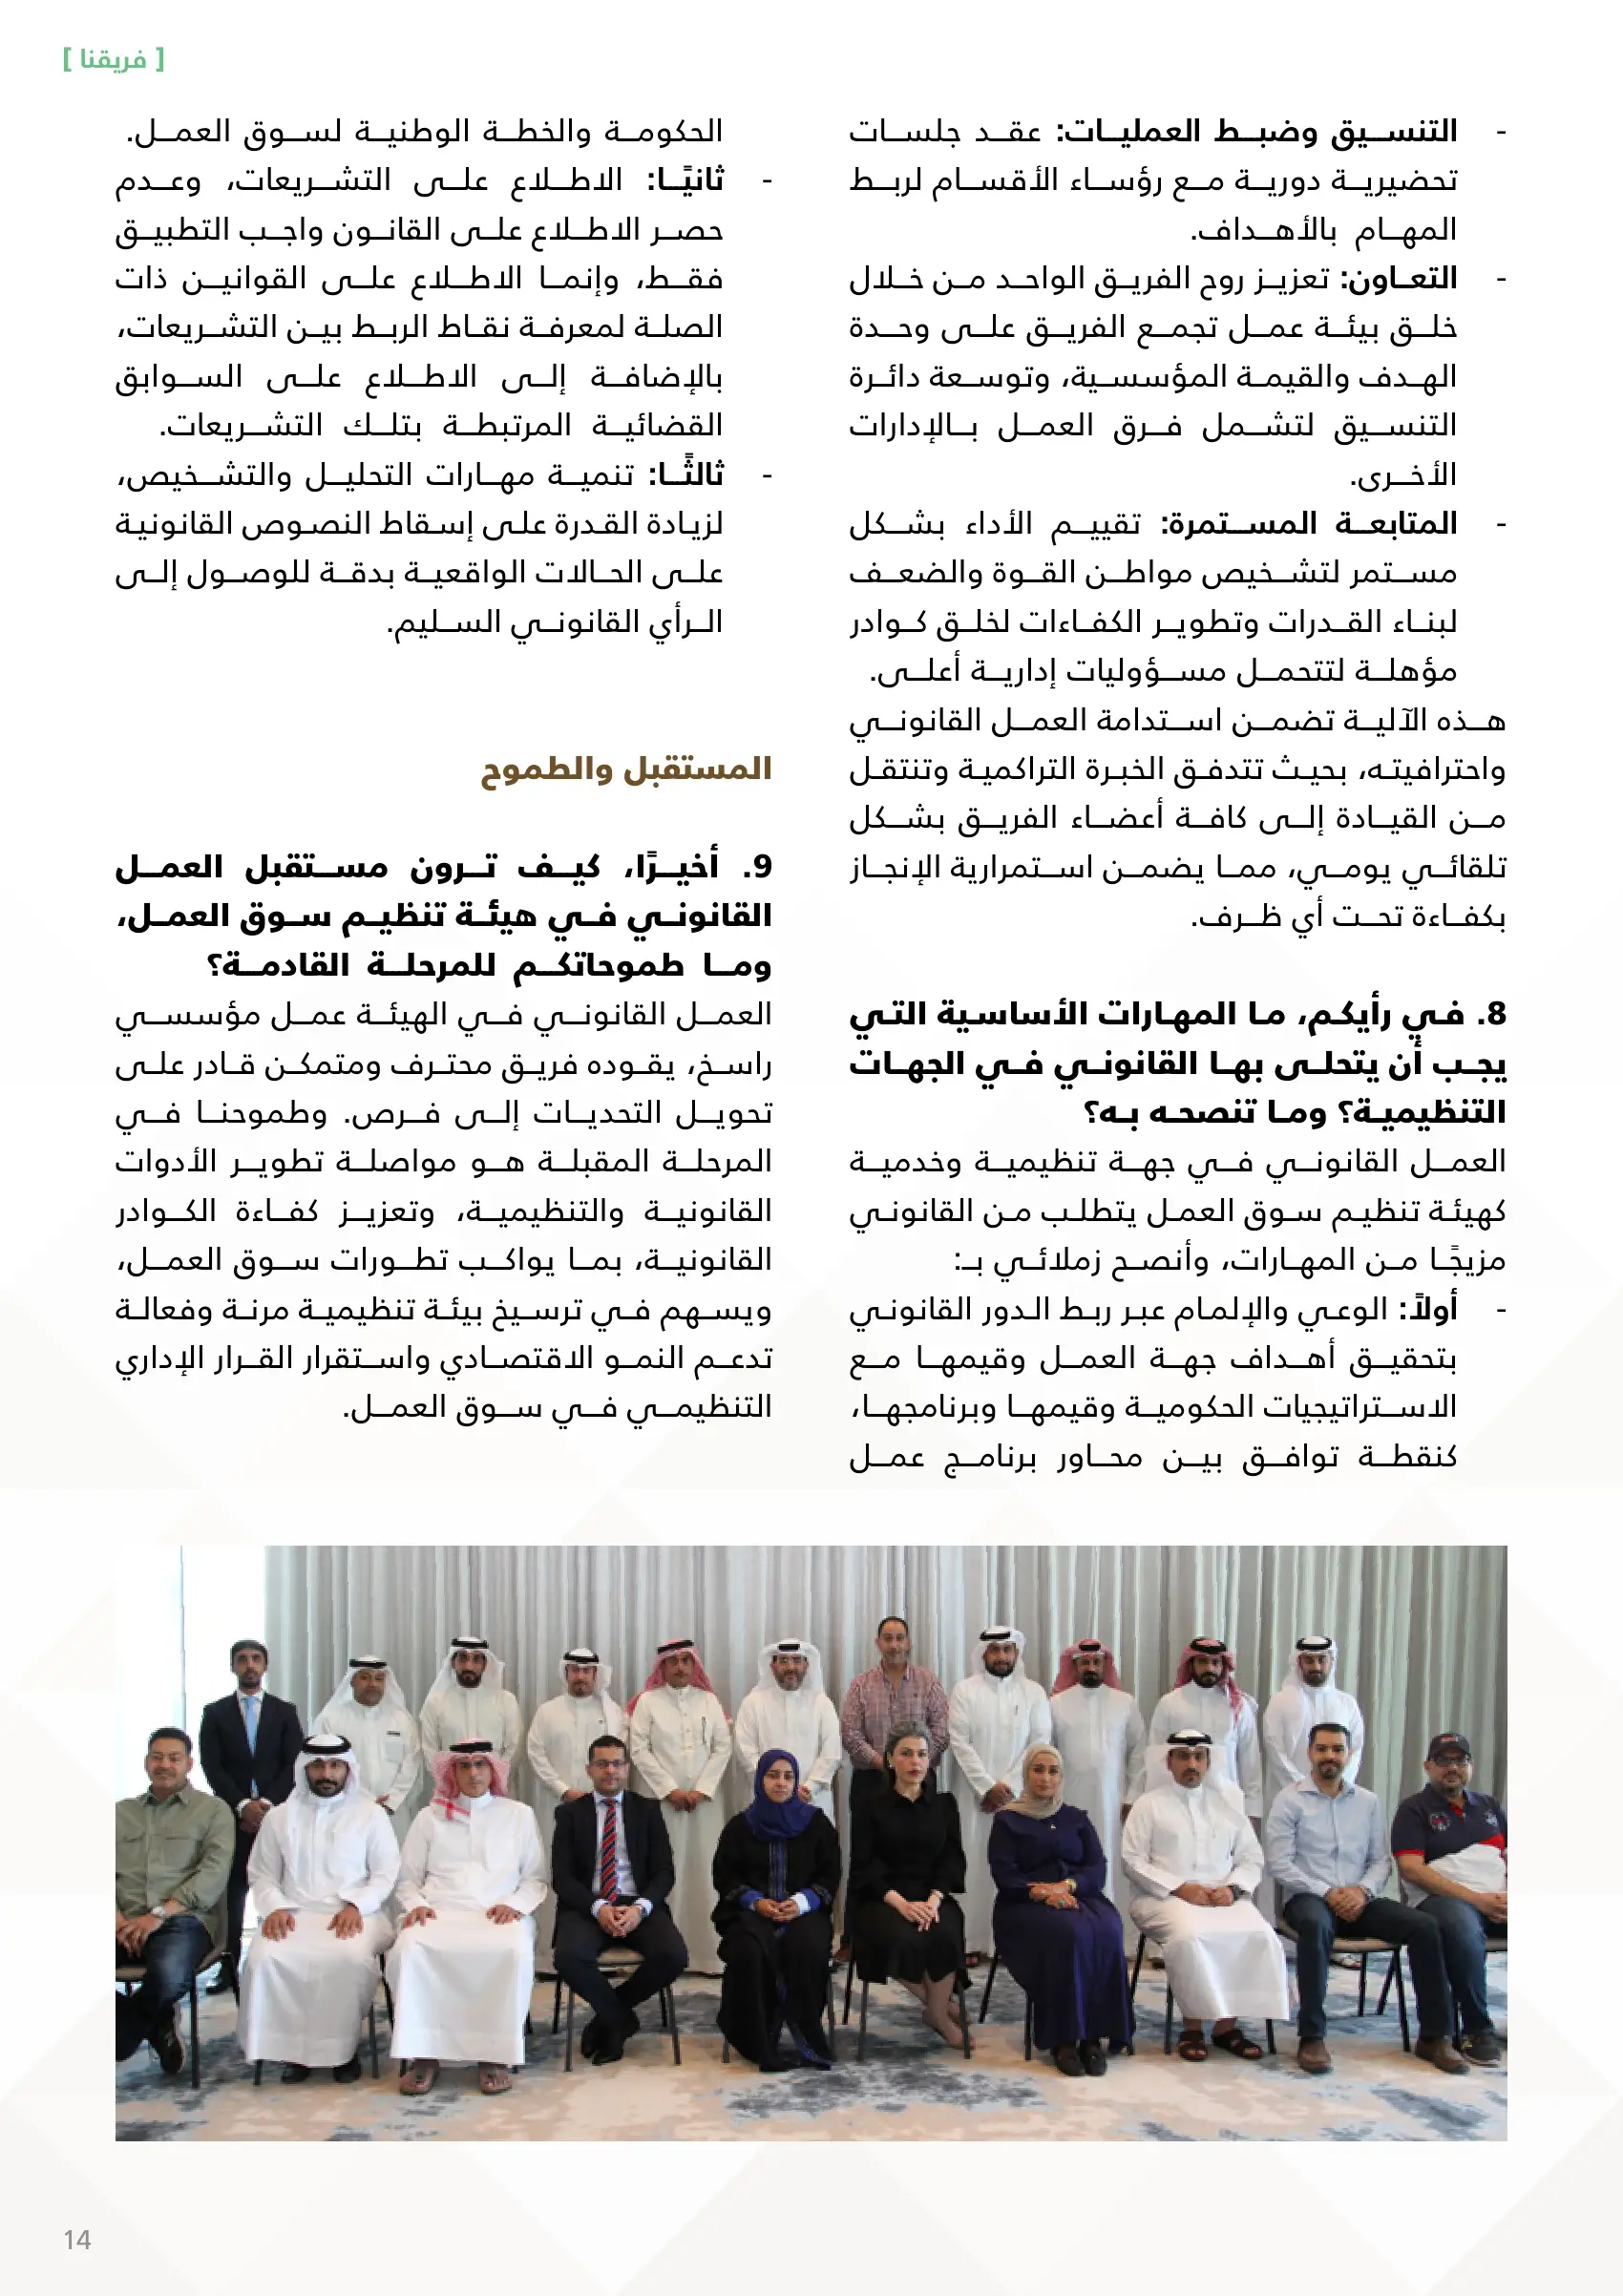 [ فريقنا ]
- التنسيق وضبط العمليات: عقد جلسات
تحضيرية دورية مع رؤساء الأقسام لربط
المهام بالأهداف.
- التعاون: تعزيز روح الفريق الواحد من خلال
خلق بيئة عمل تجمع الفريق على وحدة
الهدف والقيمة المؤسسية، وتوسعة دائرة
التنسيق لتشمل فرق العمل بالإدارات
الأخرى.
- المتابعة المستمرة: تقييم الأداء بشكل
مستمر لتشخيص مواطن القوة والضعف
لبناء القدرات وتطوير الكفاءات لخلق كوادر
مؤهلة لتتحمل مسؤوليات إدارية أعلى.
هذه الآلية تضمن استدامة العمل القانوني
واحترافيته، بحيث تتدفق الخبرة التراكمية وتنتقل
من القيادة إلى كافة أعضاء الفريق بشكل
تلقائي يومي، مما يضمن استمرارية الإنجاز
بكفاءة تحت أي ظرف.
8. في رأيكم، ما المهارات الأساسية التي
يجب أن يتحلى بها القانوني في الجهات
التنظيمية؟ وما تنصحه به؟
العمل القانوني في جهة تنظيمية وخدمية
كهيئة تنظيم سوق العمل يتطلب من القانوني
مزيجًا من المهارات، وأنصح زملائي بـ:
- أولاً: الوعي والإلمام عبر ربط الدور القانوني
بتحقيق أهداف جهة العمل وقيمها مع
الاستراتيجيات الحكومية وقيمها وبرنامجها،
كنقطة توافق بين محاور برنامج عمل
الحكومة والخطة الوطنية لسوق العمل.
- ثانيًا: الاطلاع على التشريعات، وعدم
حصر الاطلاع على القانون واجب التطبيق
فقط، وإنما الاطلاع على القوانين ذات
الصلة لمعرفة نقاط الربط بين التشريعات،
بالإضافة إلى الاطلاع على السوابق
القضائية المرتبطة بتلك التشريعات.
- ثالثًا: تنمية مهارات التحليل والتشخيص،
لزيادة القدرة على إسقاط النصوص القانونية
على الحالات الواقعية بدقة للوصول إلى
الرأي القانوني السليم.
المستقبل والطموح
9. أخيرًا، كيف ترون مستقبل العمل
القانوني في هيئة تنظيم سوق العمل،
وما طموحاتكم للمرحلة القادمة؟
العمل القانوني في الهيئة عمل مؤسسي
راسخ، يقوده فريق محترف ومتمكن قادر على
تحويل التحديات إلى فرص. وطموحنا في
المرحلة المقبلة هو مواصلة تطوير الأدوات
القانونية والتنظيمية، وتعزيز كفاءة الكوادر
القانونية، بما يواكب تطورات سوق العمل،
ويسهم في ترسيخ بيئة تنظيمية مرنة وفعالة
تدعم النمو الاقتصادي واستقرار القرار الإداري
التنظيمي في سوق العمل.
14